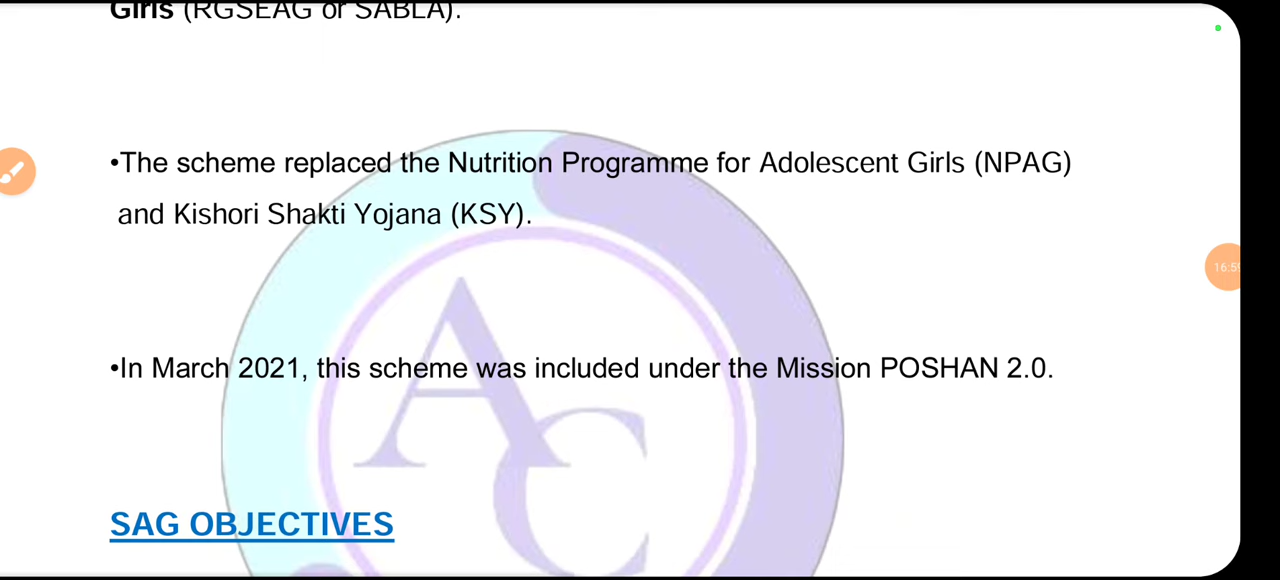 Girls (RGSEAG or SABLA).
•The scheme replaced the Nutrition Programme for Adolescent Girls (NPAG)
and Kishori Shakti Yojana (KSY).
•In March 2021, this scheme was included under the Mission POSHAN 2.0.
SAG OBJECTIVES
AC